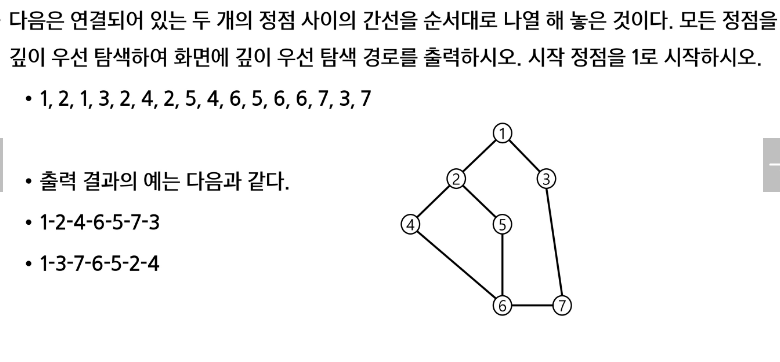 다음은 연결되어 있는 두 개의 정점 사이의 간선을 순서대로 나열 해 놓은 것이다. 모든 정점을
깊이 우선 탐색하여 화면에 깊이 우선 탐색 경로를 출력하시오. 시작 정점을 1로 시작하시오.
• 1, 2, 1, 3, 2, 4, 2, 5, 4, 6, 5, 6, 6, 7, 3, 7
1
• 출력 결과의 예는 다음과 같다.
2
3
• 1-2-4-6-5-7-3
4
5
• 1-3-7-6-5-2-4
6
7